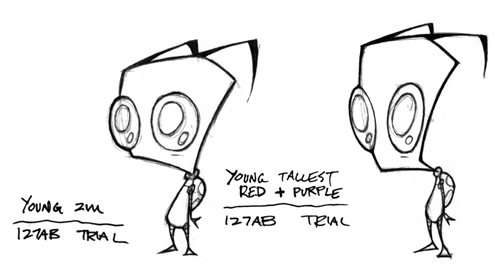 YOUNG ZIM
127AB TRIAL
YOUNG TALLEST
RED + PURPLE
127AB TRIAL